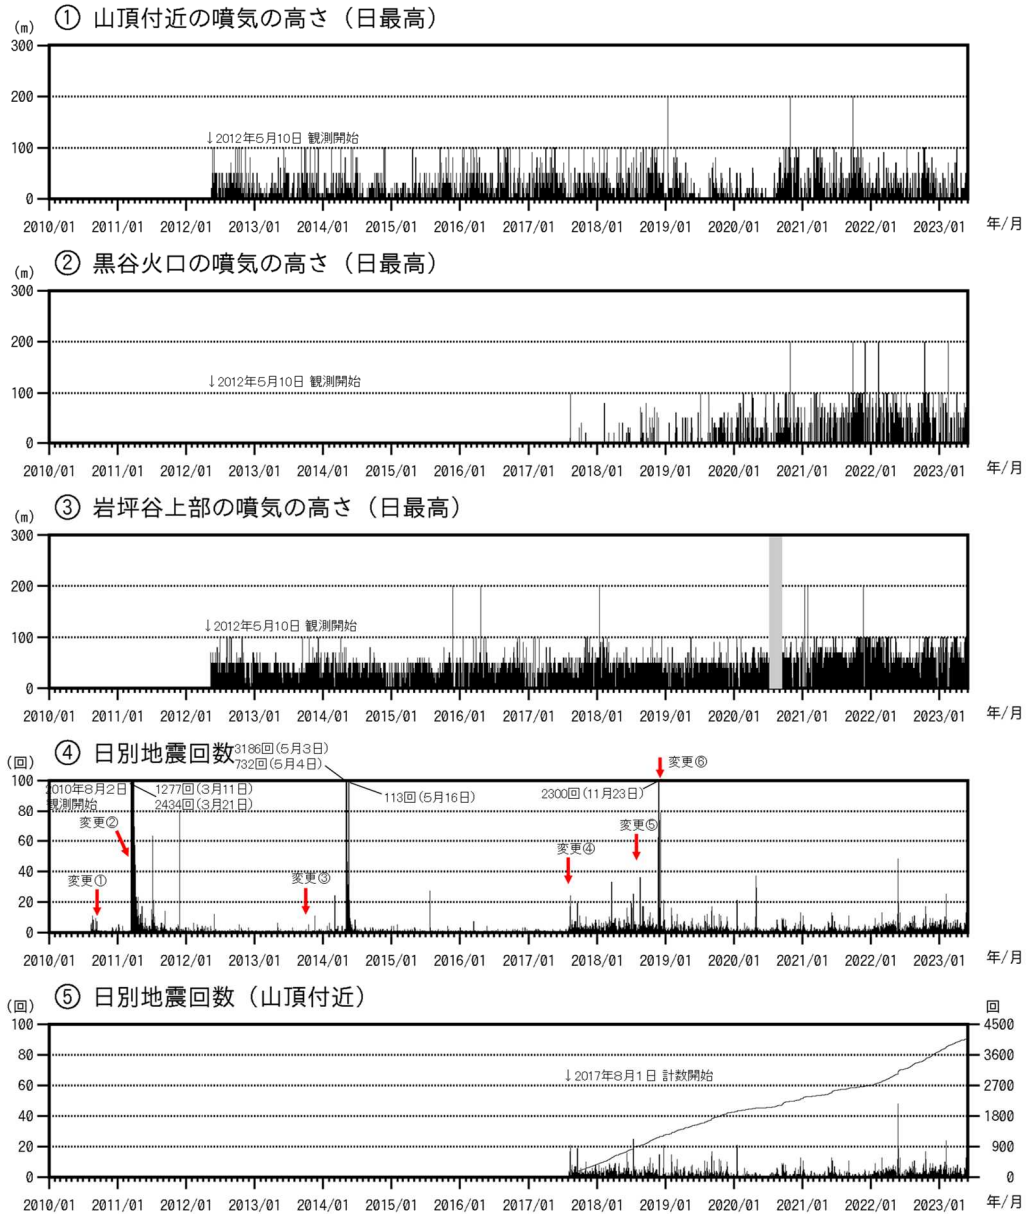 ① 山頂付近の噴気の高さ（日最高）
(m)
300
200
↓2012年5月10日 観測開始
100
0
2010/01 2011/01 2012/01 2013/01 2014/01 2015/01 2016/01 2017/01 2018/01 2019/01 2020/01 2021/01 2022/01 2023/01 年/月
② 黒谷火口の噴気の高さ（日最高）
(m)
300
200
↓2012年5月10日 観測開始
100
0
2010/01 2011/01 2012/01 2013/01 2014/01 2015/01 2016/01 2017/01 2018/01 2019/01 2020/01 2021/01 2022/01 2023/01 年/月
③ 岩坪谷上部の噴気の高さ（日最高）
(m)
300
200
↓2012年5月10日 観測開始
100
0
2010/01 2011/01 2012/01 2013/01 2014/01 2015/01 2016/01 2017/01 2018/01 2019/01 2020/01 2021/01 2022/01 2023/01 年/月
④ 日別地震回数
3186回(5月3日)
732回(5月4日)
(回)
変更⑥
100
2010年8月2日
観測開始
1277回(3月11日)
2434回(3月21日)
113回(5月16日)
2300回(11月23日)
80
変更②
変更⑤
60
変更④
40
変更①
変更③
20
0
2010/01 2011/01 2012/01 2013/01 2014/01 2015/01 2016/01 2017/01 2018/01 2019/01 2020/01 2021/01 2022/01 2023/01 年/月
⑤ 日別地震回数（山頂付近）
(回) 回
100 4500
80 3600
↓2017年8月1日 計数開始
60 2700
40 1800
20 900
0 0
2010/01 2011/01 2012/01 2013/01 2014/01 2015/01 2016/01 2017/01 2018/01 2019/01 2020/01 2021/01 2022/01 2023/01 年/月